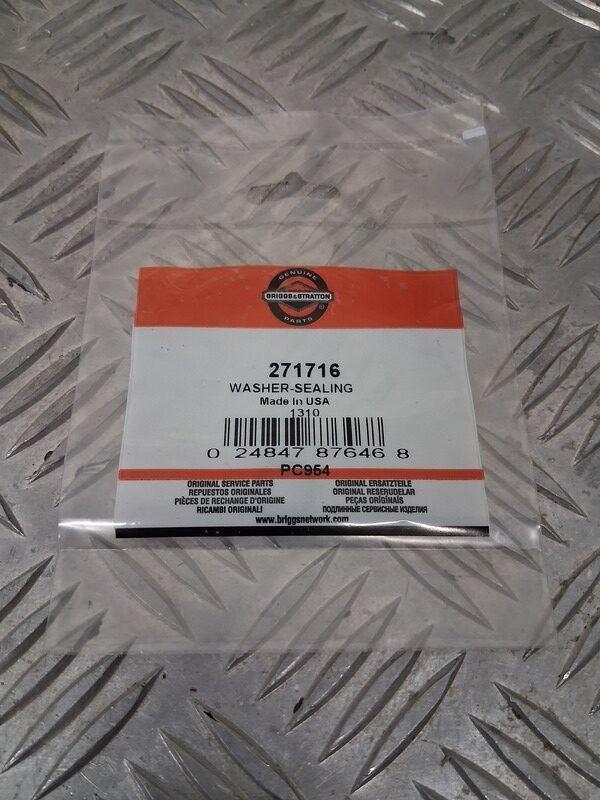 GENUINE
BRIGGS & STRATTON
PARTS
271716
WASHER-SEALING
Made In USA
1310
0 24847 87646 8
PC954
ORIGINAL SERVICE PARTS
REPUESTOS ORIGINALES
PIÈCES DE RECHANGE D'ORIGINE
RICAMBI ORIGINALI
ORIGINAL ERSATZTEILE
ORIGINAL RESERUDELAR
PEÇAS ORIGINAIS
ПОДЛИННЫЕ СЕРВИСНЫЕ ИЗДЕЛИЯ
www.briggsnetwork.com